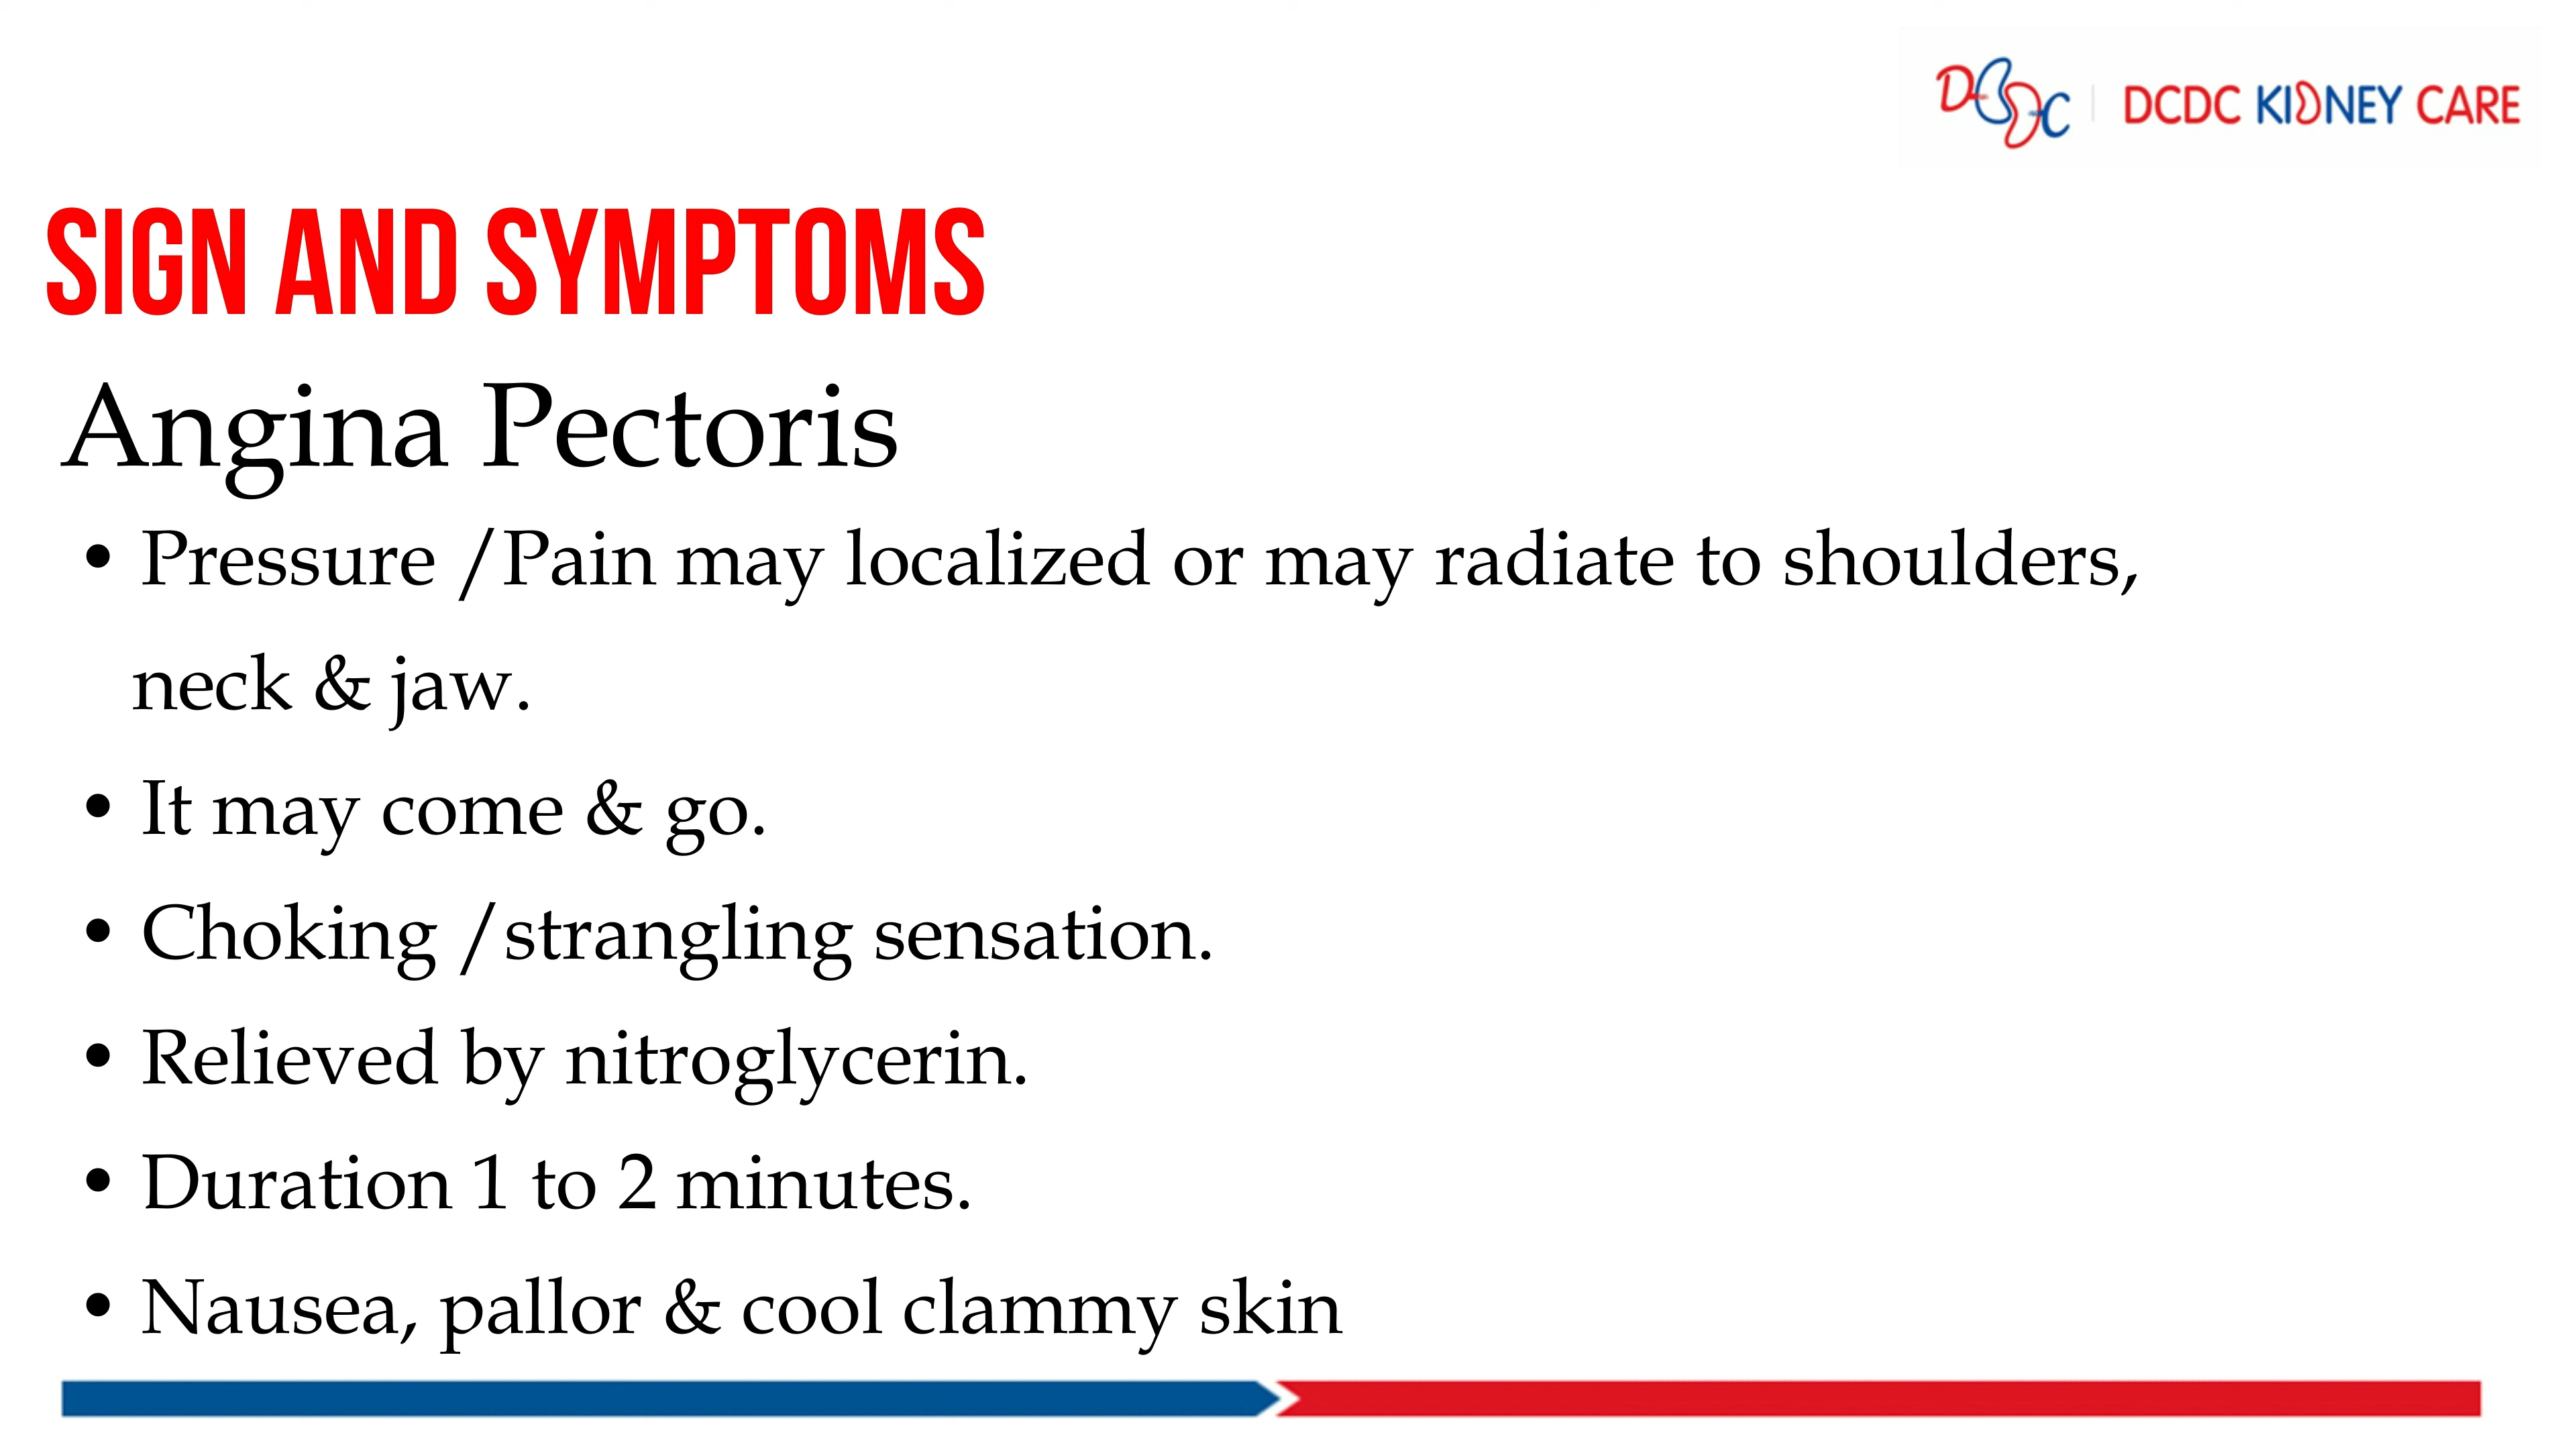 DCDC | DCDC KIDNEY CARE
SIGN AND SYMPTOMS
Angina Pectoris
• Pressure /Pain may localized or may radiate to shoulders,
neck & jaw.
• It may come & go.
• Choking /strangling sensation.
• Relieved by nitroglycerin.
• Duration 1 to 2 minutes.
• Nausea, pallor & cool clammy skin